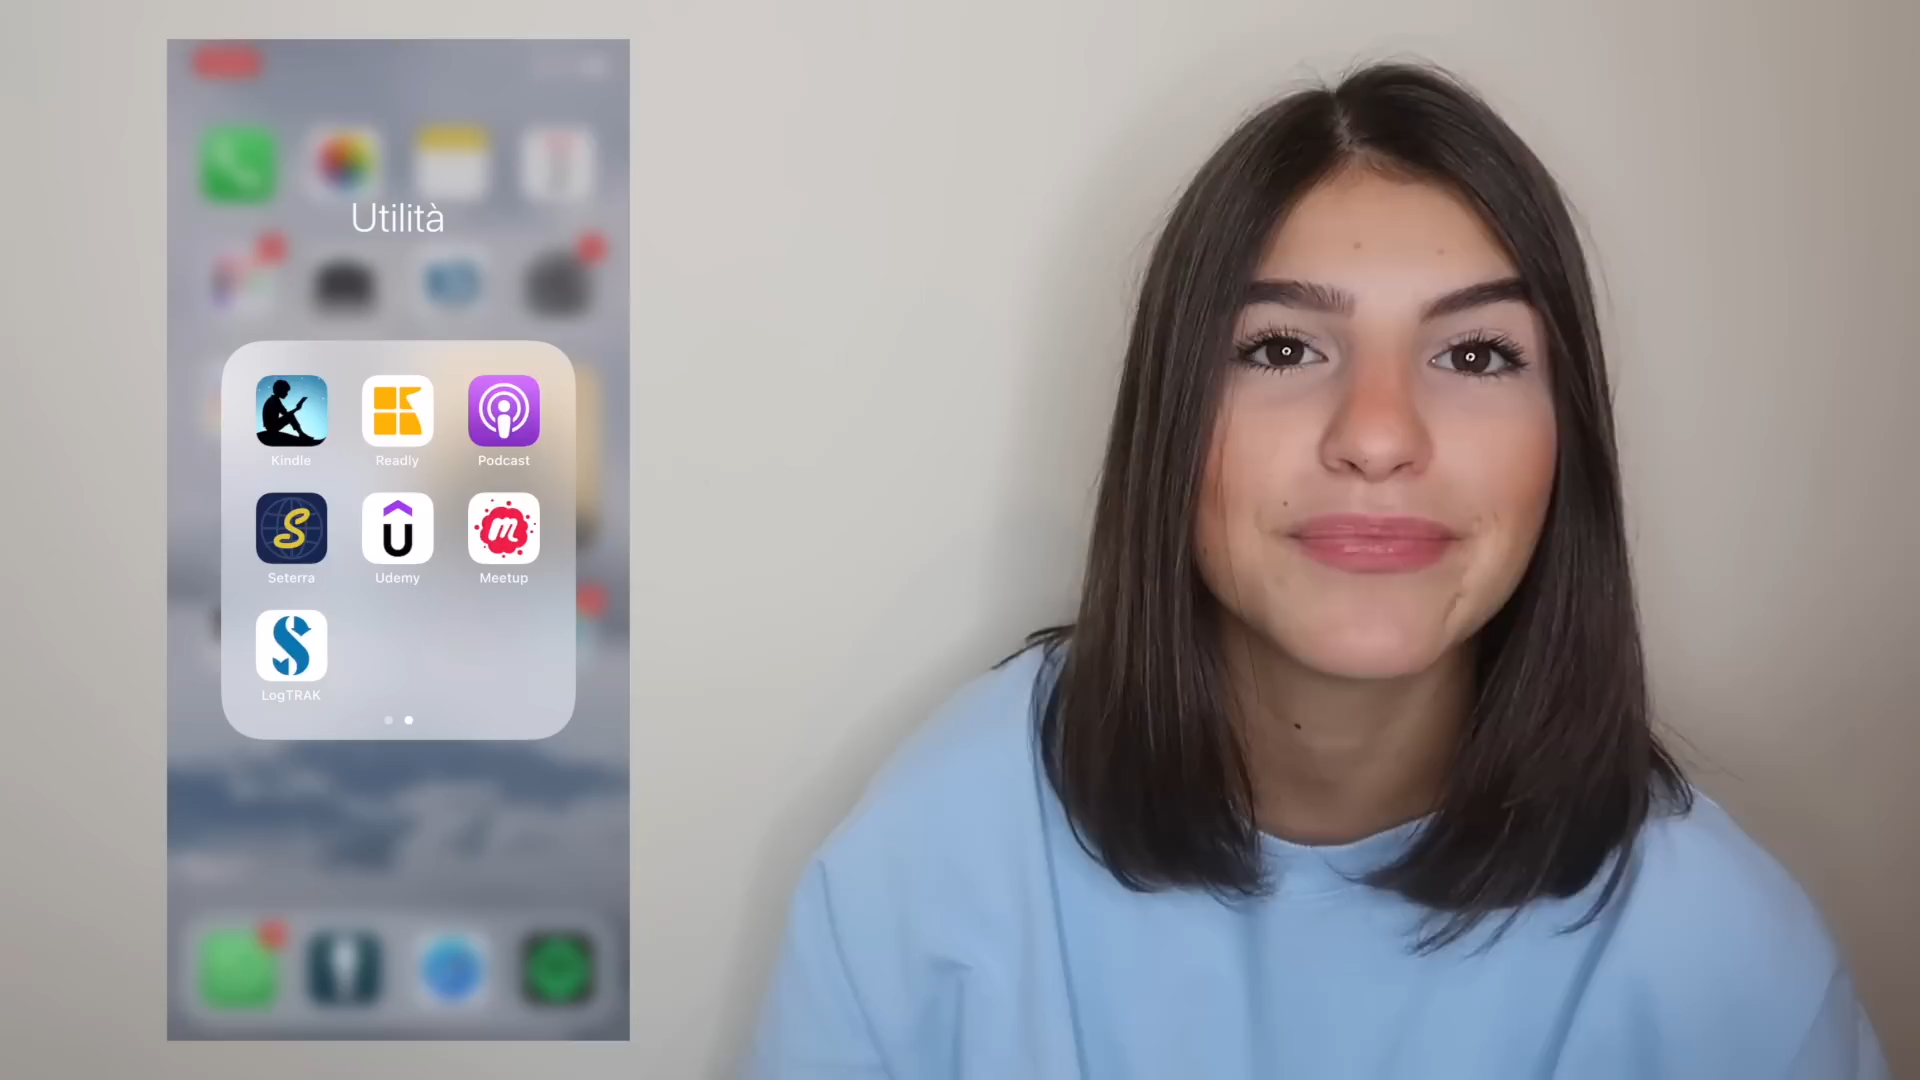 Utilità
Kindle
Readly
Podcast
Seterra
Udemy
Meetup
LogTRAK